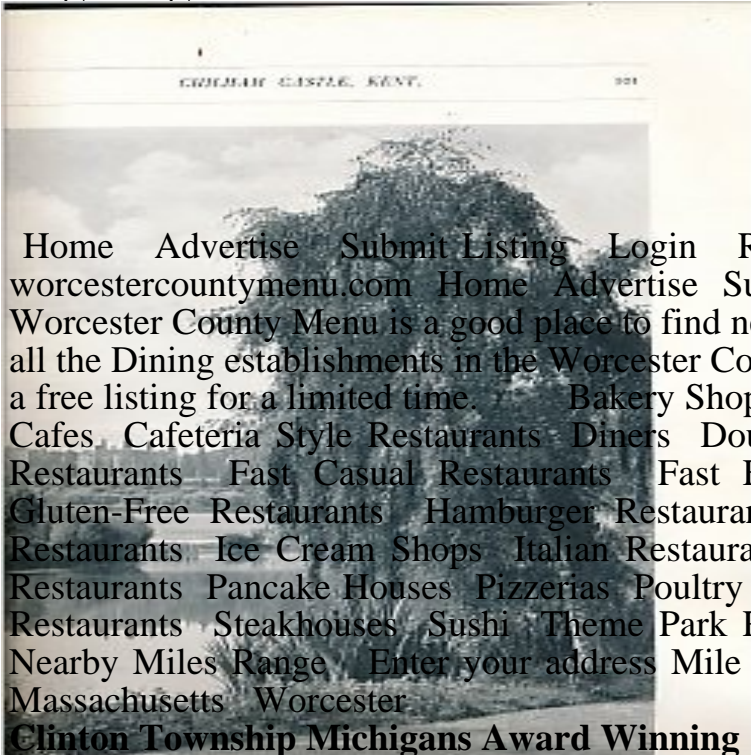 CHILHAM CASTLE, KENT.
Home Advertise Submit Listing Login
worcestercountymenu.com Home Advertise
Worcester County Menu is a good place to find
all the Dining establishments in the Worcester
a free listing for a limited time. Bakery
Cafes Cafeteria Style Restaurants Diners
Restaurants Fast Casual Restaurants Fast
Gluten-Free Restaurants Hamburger
Restaurants Ice Cream Shops Italian
Restaurants Pancake Houses Pizzerias Poultry
Restaurants Steakhouses Sushi Theme Park
Nearby Miles Range Enter your address Mile
Massachusetts Worcester
Clinton Township Michigans Award Winning